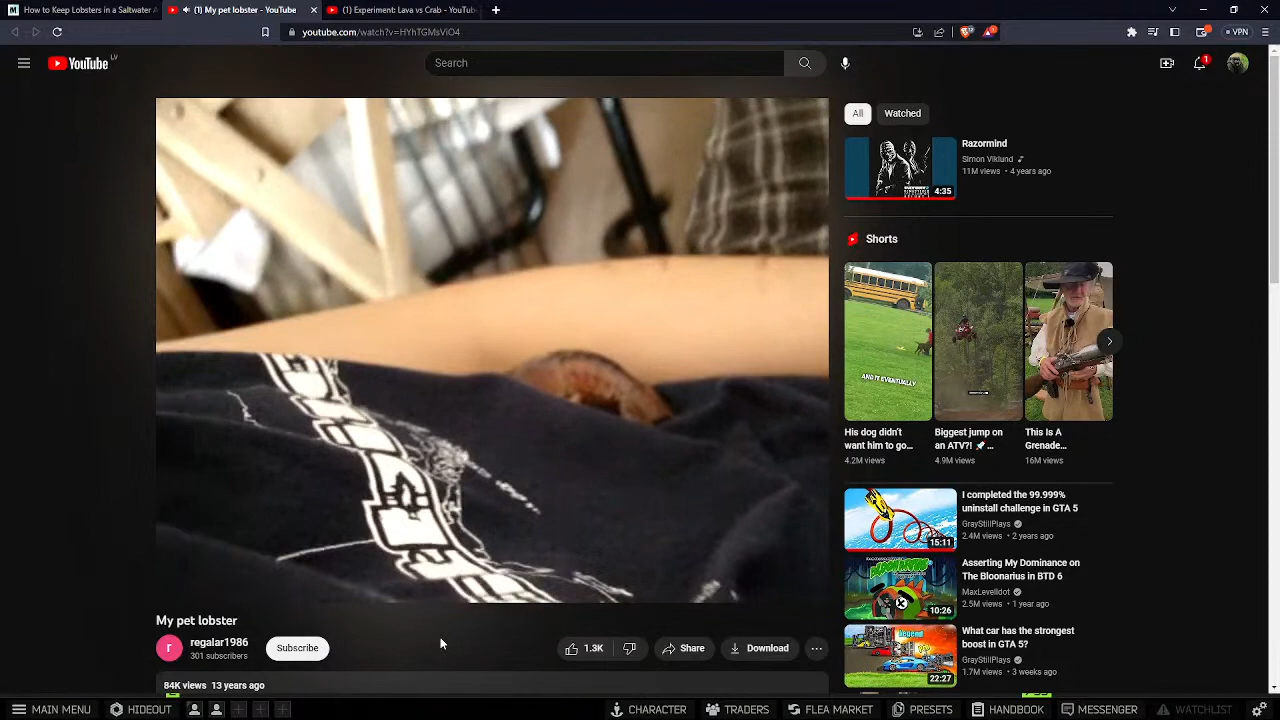 How to Keep Lobsters in a Saltwater A
(1) My pet lobster - YouTube
(1) Experiment: Lava vs Crab - YouTub
youtube.com/watch?v=HYhTGMsViO4
VPN
YouTube LV
Search
1
All
Watched
Razormind
Simon Viklund
11M views • 4 years ago
4:35
Shorts
AND IT EVENTUALLY
His dog didn't
want him to go...
4.2M views
Biggest jump on
an ATV?! 🚀 ...
4.9M views
This Is A
Grenade...
16M views
I completed the 99.999%
uninstall challenge in GTA 5
GrayStillPlays
2.4M views • 2 years ago
15:11
Asserting My Dominance on
The Bloonarius in BTD 6
MaxLevelIdot
2.5M views • 1 year ago
10:26
What car has the strongest
boost in GTA 5?
GrayStillPlays
1.7M views • 3 weeks ago
22:27
My pet lobster
r
regalar1986
301 subscribers
Subscribe
1.3K
Share
Download
84K views 13 years ago
MAIN MENU
HIDEOUT
CHARACTER
TRADERS
FLEA MARKET
PRESETS
HANDBOOK
MESSENGER
WATCHLIST